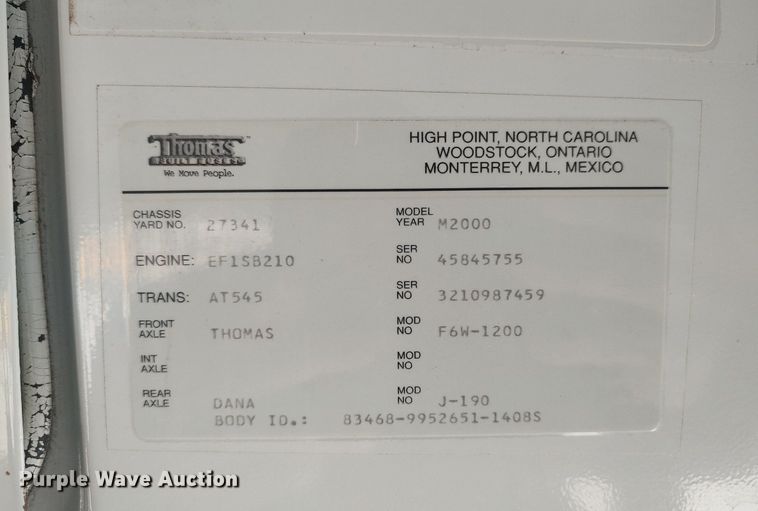 Thomas
BUILT BUSES
We Move People.
HIGH POINT, NORTH CAROLINA
WOODSTOCK, ONTARIO
MONTERREY, M.L., MEXICO
CHASSIS YARD NO. 27341 MODEL YEAR M2000
ENGINE: EF1SB210 SER NO 45845755
TRANS: AT545 SER NO 3210987459
FRONT AXLE THOMAS MOD NO F6W-1200
INT AXLE MOD NO
REAR AXLE DANA MOD NO J-190
BODY ID.: 83468-9952651-1408S
Purple Wave Auction